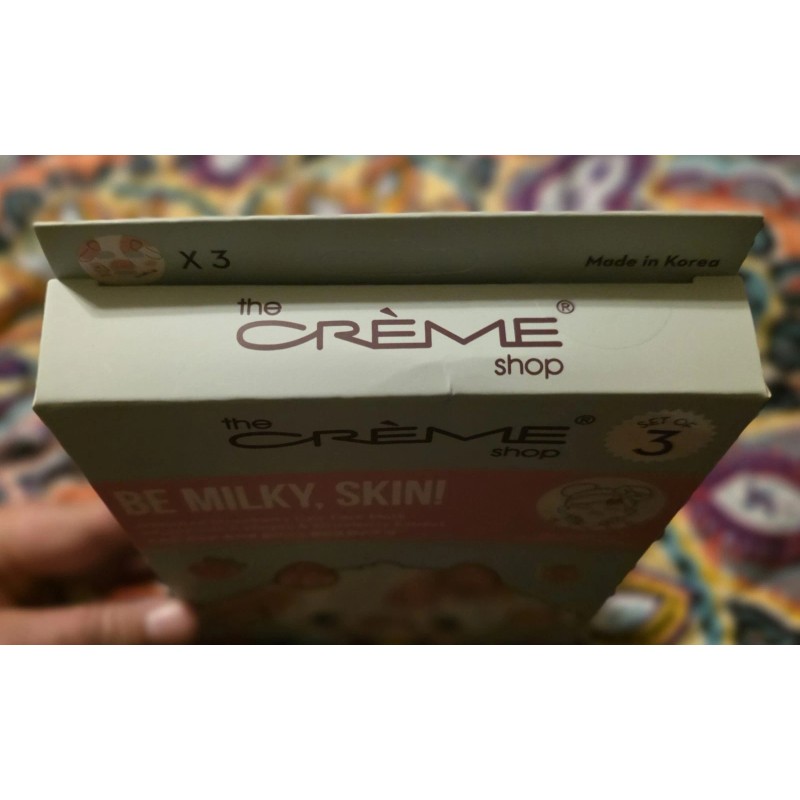 X 3
Made in Korea
the
CRÈME®
shop
the
CRÈME®
shop
SET OF
3
BE MILKY, SKIN!